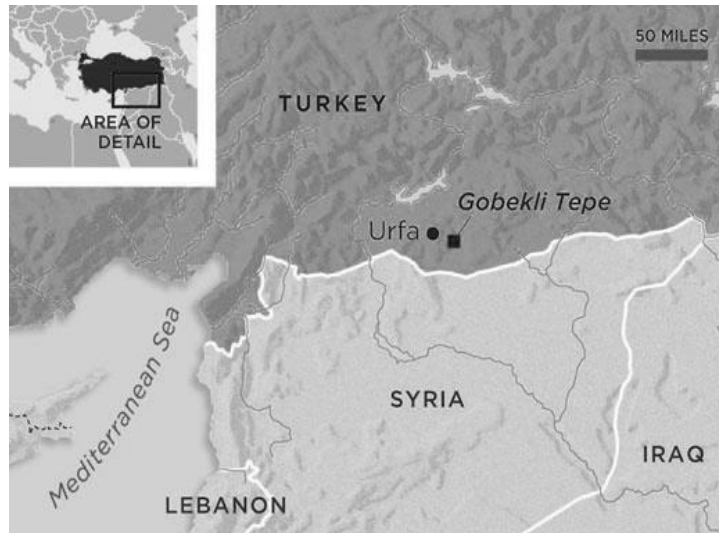 AREA OF
DETAIL
50 MILES
TURKEY
Gobekli Tepe
Urfa
Mediterranean Sea
SYRIA
IRAQ
LEBANON